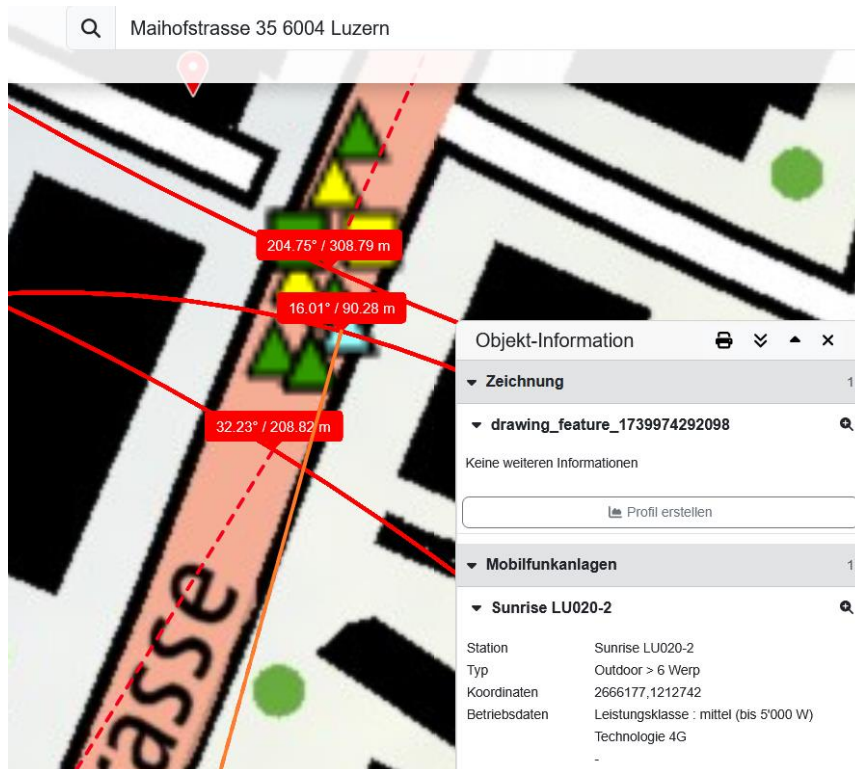 Maihofstrasse 35 6004 Luzern
204.75° / 308.79 m
16.01° / 90.28 m
32.23° / 208.82 m
asse
Objekt-Information
Zeichnung 1
drawing_feature_1739974292098
Keine weiteren Informationen
Profil erstellen
Mobilfunkanlagen 1
Sunrise LU020-2
Station Sunrise LU020-2
Typ Outdoor > 6 Werp
Koordinaten 2666177,1212742
Betriebsdaten Leistungsklasse : mittel (bis 5'000 W)
Technologie 4G
-